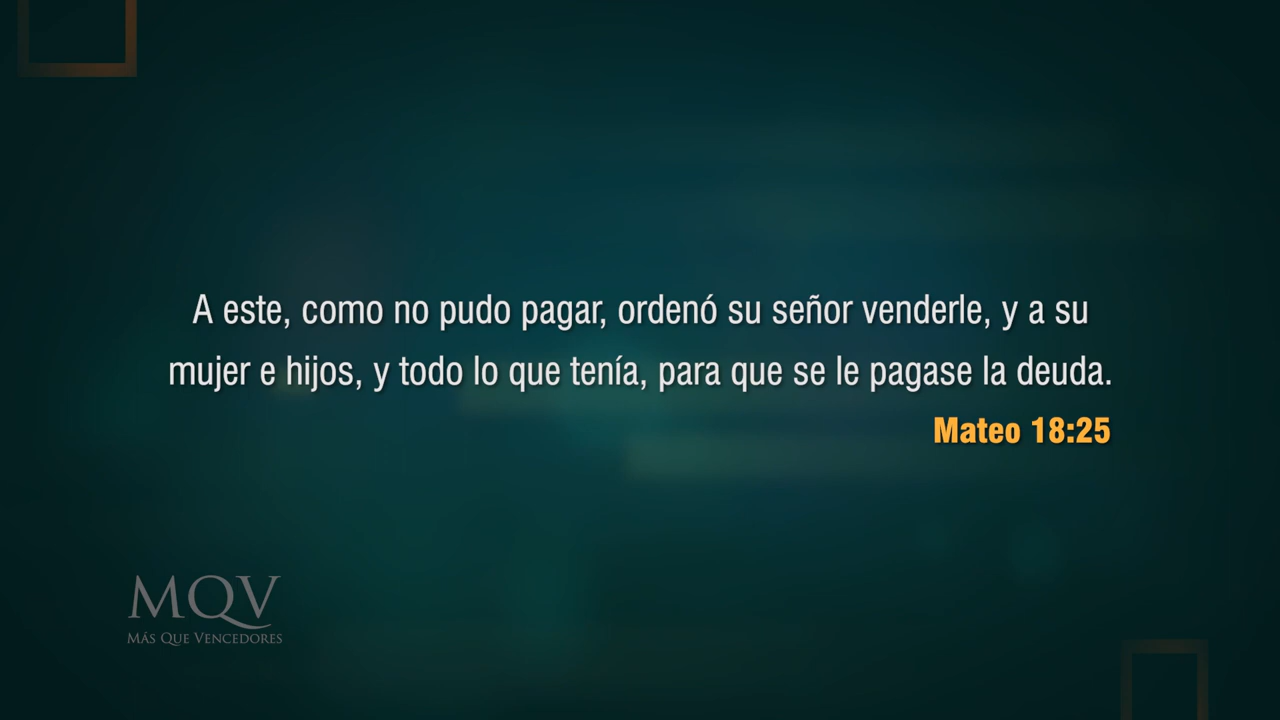 A este, como no pudo pagar, ordenó su señor venderle, y a su
mujer e hijos, y todo lo que tenía, para que se le pagase la deuda.
Mateo 18:25
MQV
MÁS QUE VENCEDORES